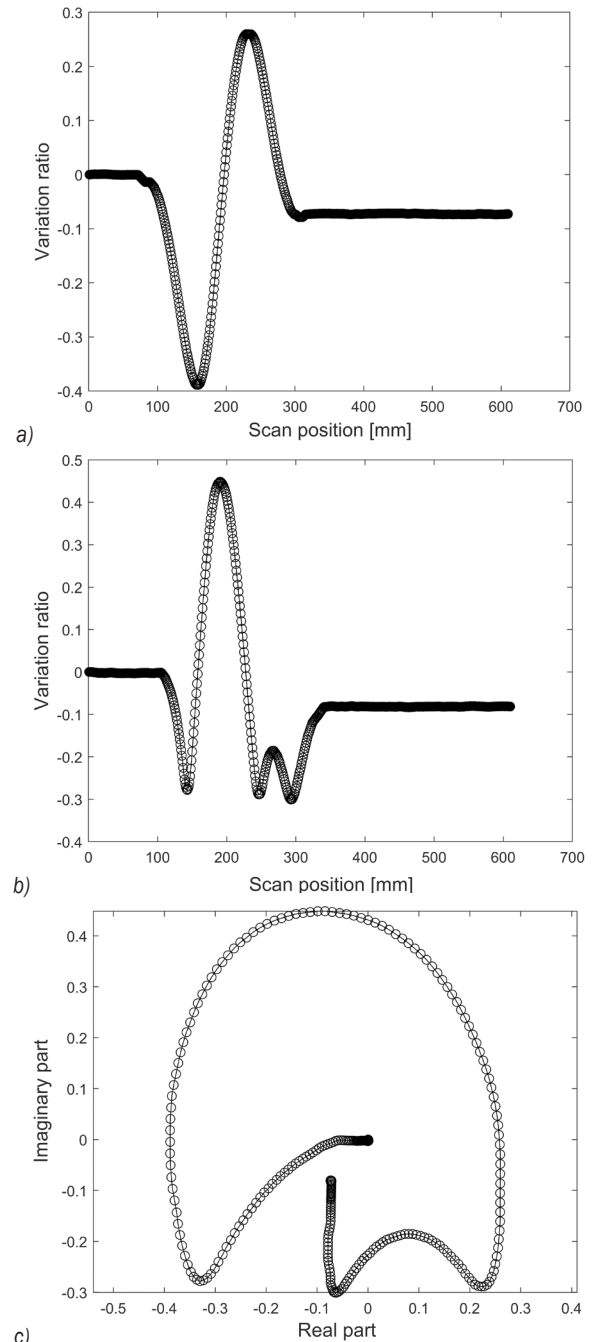 0.3
0.2
0.1
0
-0.1
-0.2
-0.3
-0.4
Variation ratio
0 100 200 300 400 500 600 700
Scan position [mm]
a)
0.5
0.4
0.3
0.2
0.1
0
-0.1
-0.2
-0.3
-0.4
Variation ratio
0 100 200 300 400 500 600 700
Scan position [mm]
b)
0.4
0.3
0.2
0.1
0
-0.1
-0.2
-0.3
Imaginary part
-0.5 -0.4 -0.3 -0.2 -0.1 0 0.1 0.2 0.3 0.4
Real part
c)